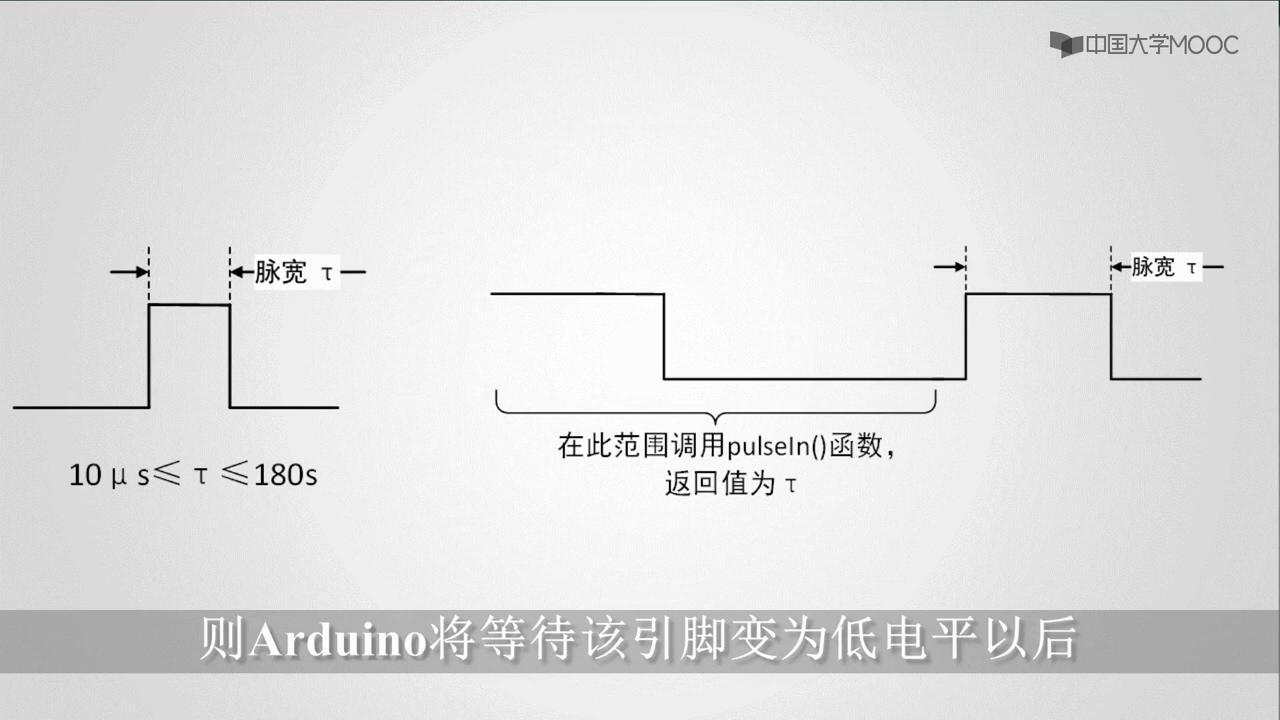 中国大学MOOC
脉宽 τ
脉宽 τ
在此范围调用pulseIn()函数，
返回值为 τ
10 μ s≤ τ ≤180s
则Arduino将等待该引脚变为低电平以后